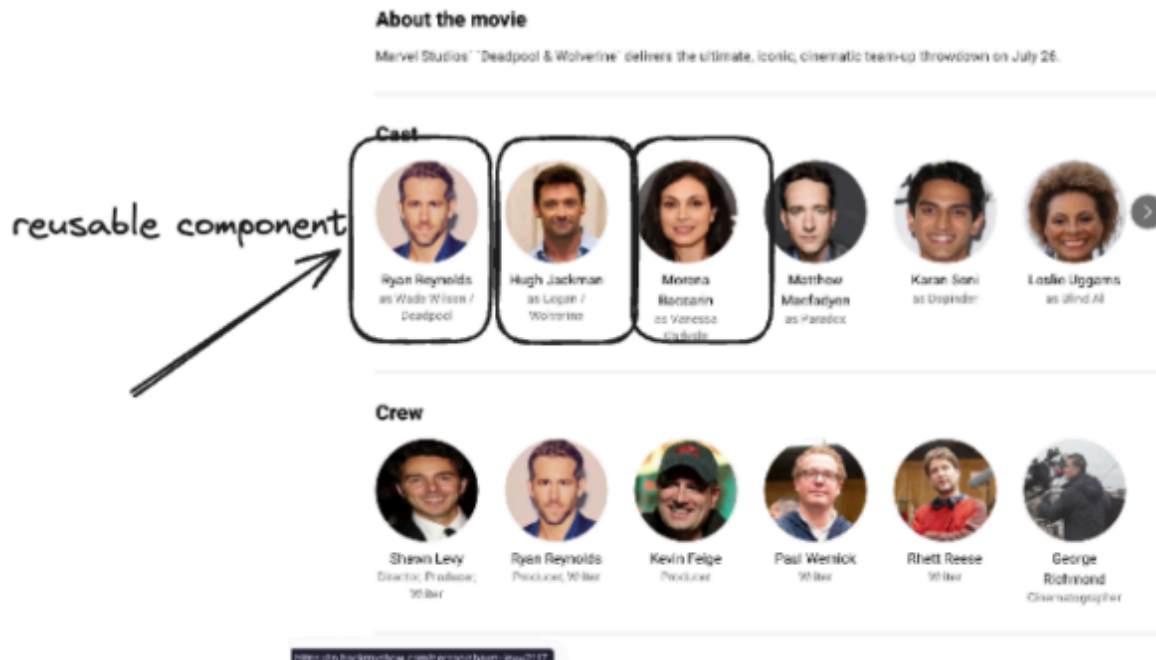 About the movie
Marvel Studios' "Deadpool & Wolverine" delivers the ultimate, iconic, cinematic team-up throwdown on July 26.
Cast
reusable component
Ryan Reynolds
as Wade Wilson /
Deadpool
Hugh Jackman
as Logan /
Wolverine
Morena
Baccarin
as Vanessa
Carlysle
Matthew
Macfadyen
as Paradox
Karan Soni
as Dopinder
Leslie Uggams
as Blind Al
Crew
Shawn Levy
Director, Producer,
Writer
Ryan Reynolds
Producer, Writer
Kevin Feige
Producer
Paul Wernick
Writer
Rhett Reese
Writer
George
Richmond
Cinematographer